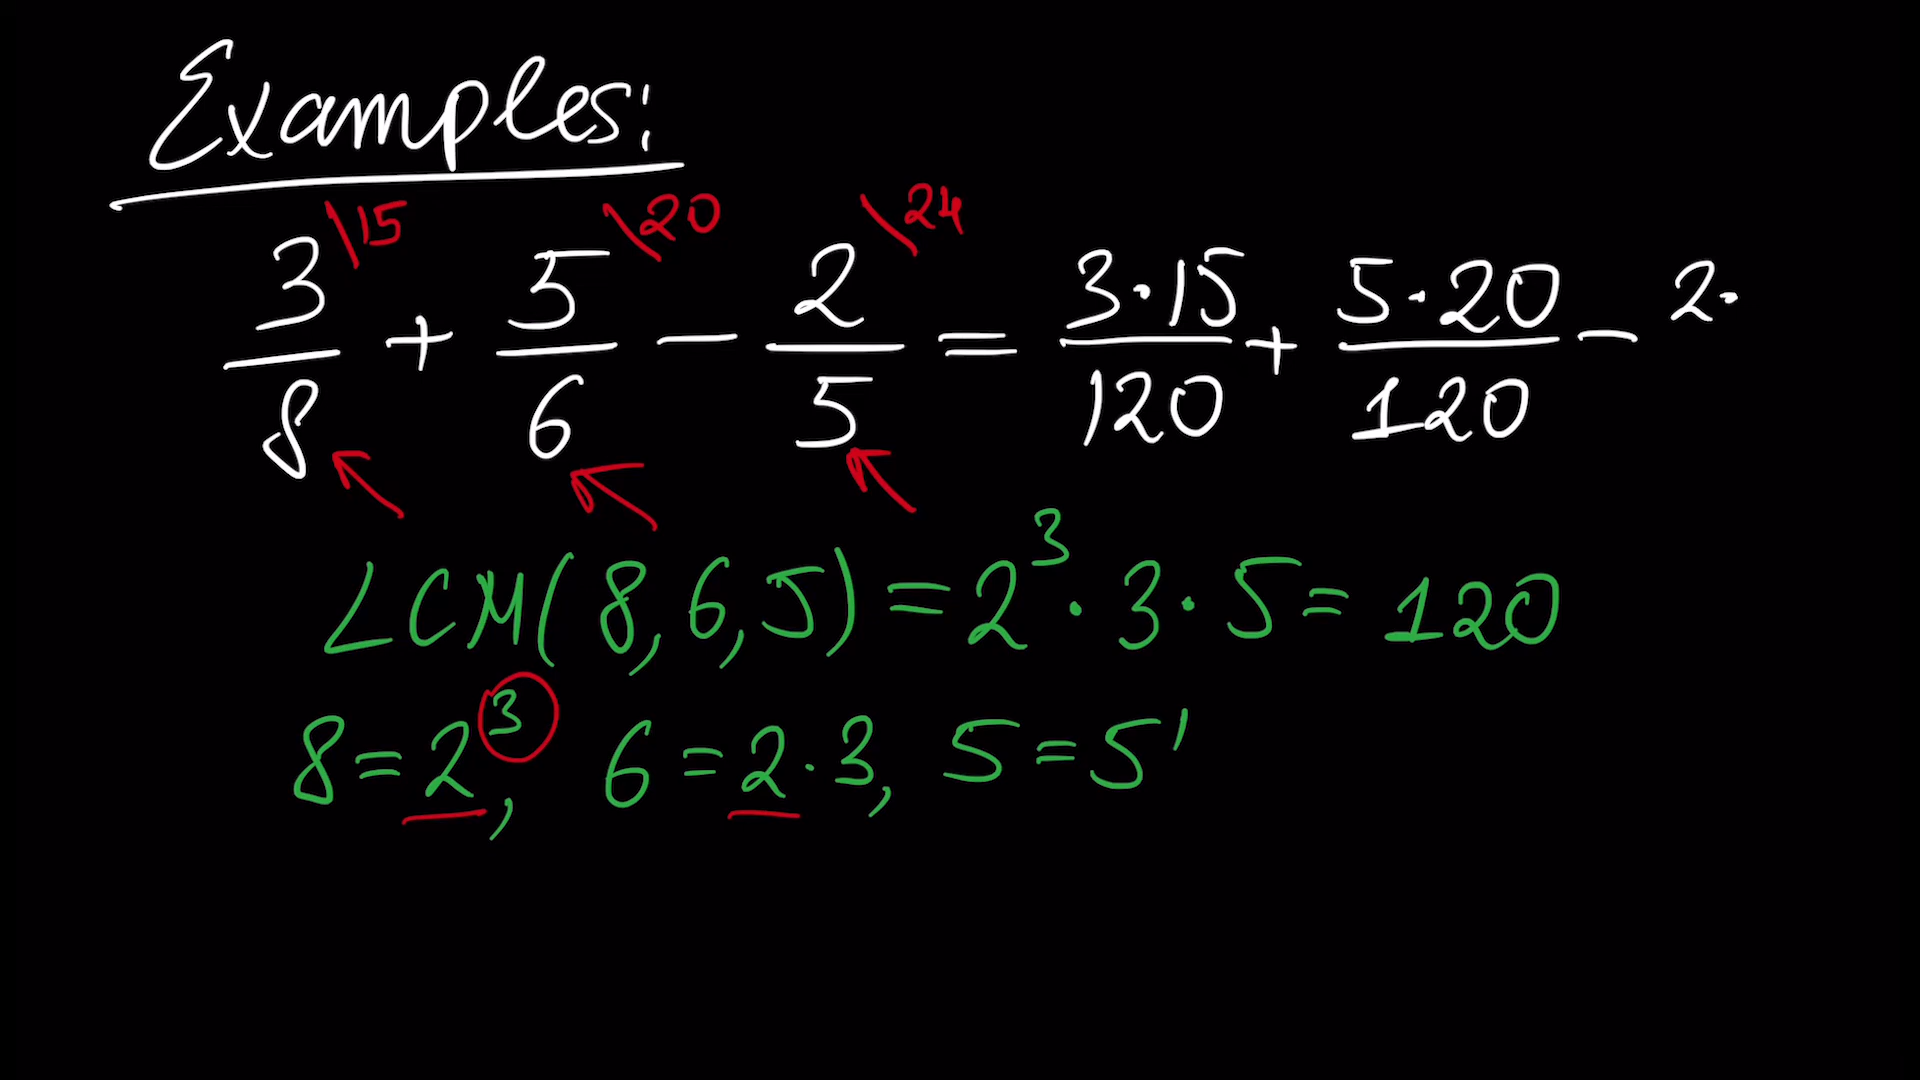 Examples:
\15 \20 \24
3/8 + 5/6 - 2/5 = 3·15/120 + 5·20/120 - 2·
LCM(8,6,5) = 2³ · 3 · 5 = 120
8 = 2³, 6 = 2·3, 5 = 5¹